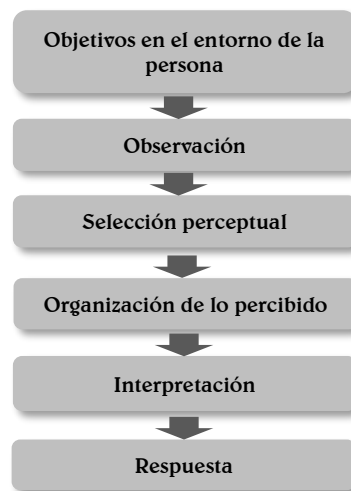 Objetivos en el entorno de la
persona
Observación
Selección perceptual
Organización de lo percibido
Interpretación
Respuesta